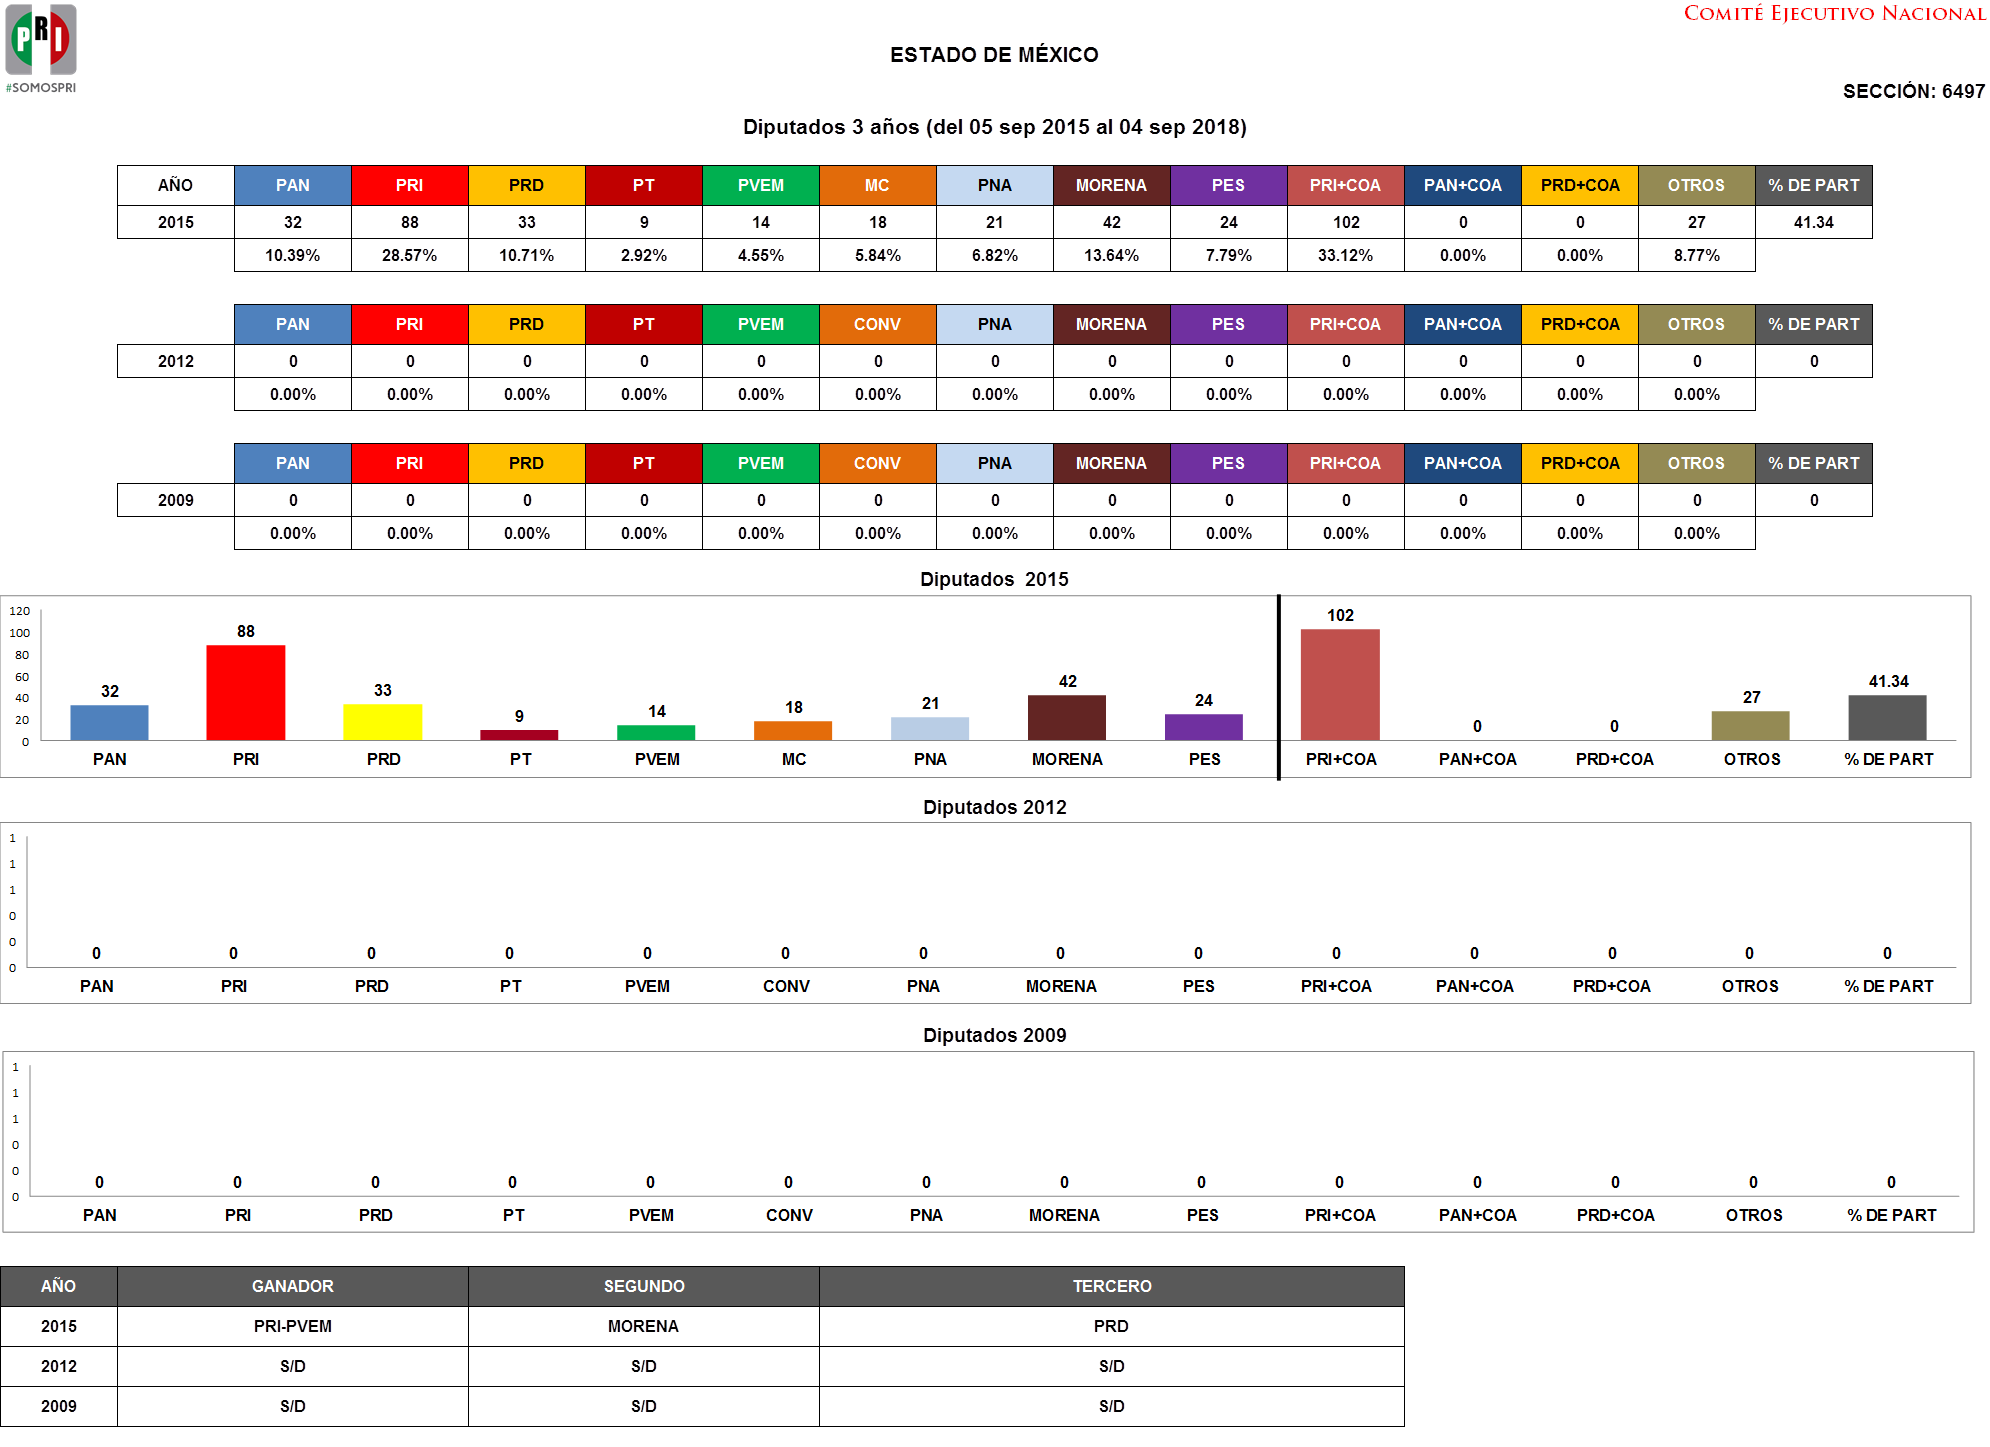 PRI
#SOMOSPRI
COMITÉ EJECUTIVO NACIONAL
ESTADO DE MÉXICO
SECCIÓN: 6497
Diputados 3 años (del 05 sep 2015 al 04 sep 2018)
AÑO PAN PRI PRD PT PVEM MC PNA MORENA PES PRI+COA PAN+COA PRD+COA OTROS % DE PART
2015 32 88 33 9 14 18 21 42 24 102 0 0 27 41.34
10.39% 28.57% 10.71% 2.92% 4.55% 5.84% 6.82% 13.64% 7.79% 33.12% 0.00% 0.00% 8.77%
PAN PRI PRD PT PVEM CONV PNA MORENA PES PRI+COA PAN+COA PRD+COA OTROS % DE PART
2012 0 0 0 0 0 0 0 0 0 0 0 0 0 0
0.00% 0.00% 0.00% 0.00% 0.00% 0.00% 0.00% 0.00% 0.00% 0.00% 0.00% 0.00% 0.00%
PAN PRI PRD PT PVEM CONV PNA MORENA PES PRI+COA PAN+COA PRD+COA OTROS % DE PART
2009 0 0 0 0 0 0 0 0 0 0 0 0 0 0
0.00% 0.00% 0.00% 0.00% 0.00% 0.00% 0.00% 0.00% 0.00% 0.00% 0.00% 0.00% 0.00%
Diputados 2015
120
100
80
60
40
20
0
32 88 33 9 14 18 21 42 24 102 0 0 27 41.34
PAN PRI PRD PT PVEM MC PNA MORENA PES PRI+COA PAN+COA PRD+COA OTROS % DE PART
Diputados 2012
1
1
1
0
0
0
0 0 0 0 0 0 0 0 0 0 0 0 0 0
PAN PRI PRD PT PVEM CONV PNA MORENA PES PRI+COA PAN+COA PRD+COA OTROS % DE PART
Diputados 2009
1
1
1
0
0
0
0 0 0 0 0 0 0 0 0 0 0 0 0 0
PAN PRI PRD PT PVEM CONV PNA MORENA PES PRI+COA PAN+COA PRD+COA OTROS % DE PART
AÑO GANADOR SEGUNDO TERCERO
2015 PRI-PVEM MORENA PRD
2012 S/D S/D S/D
2009 S/D S/D S/D